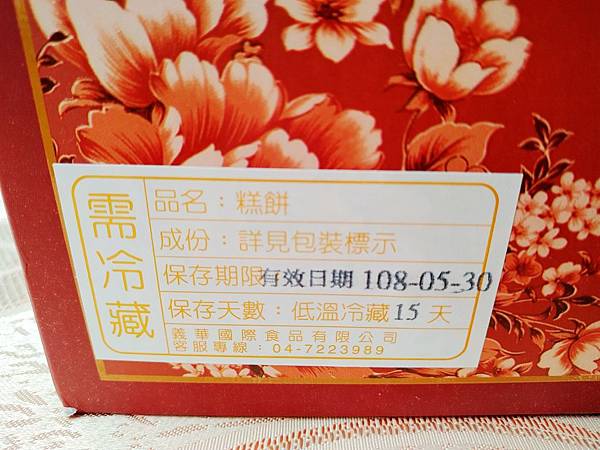 需冷藏
品名：糕餅
成份：詳見包裝標示
保存期限有效日期 108-05-30
保存天數：低溫冷藏15 天
義華國際食品有限公司
客服專線：04-7223989